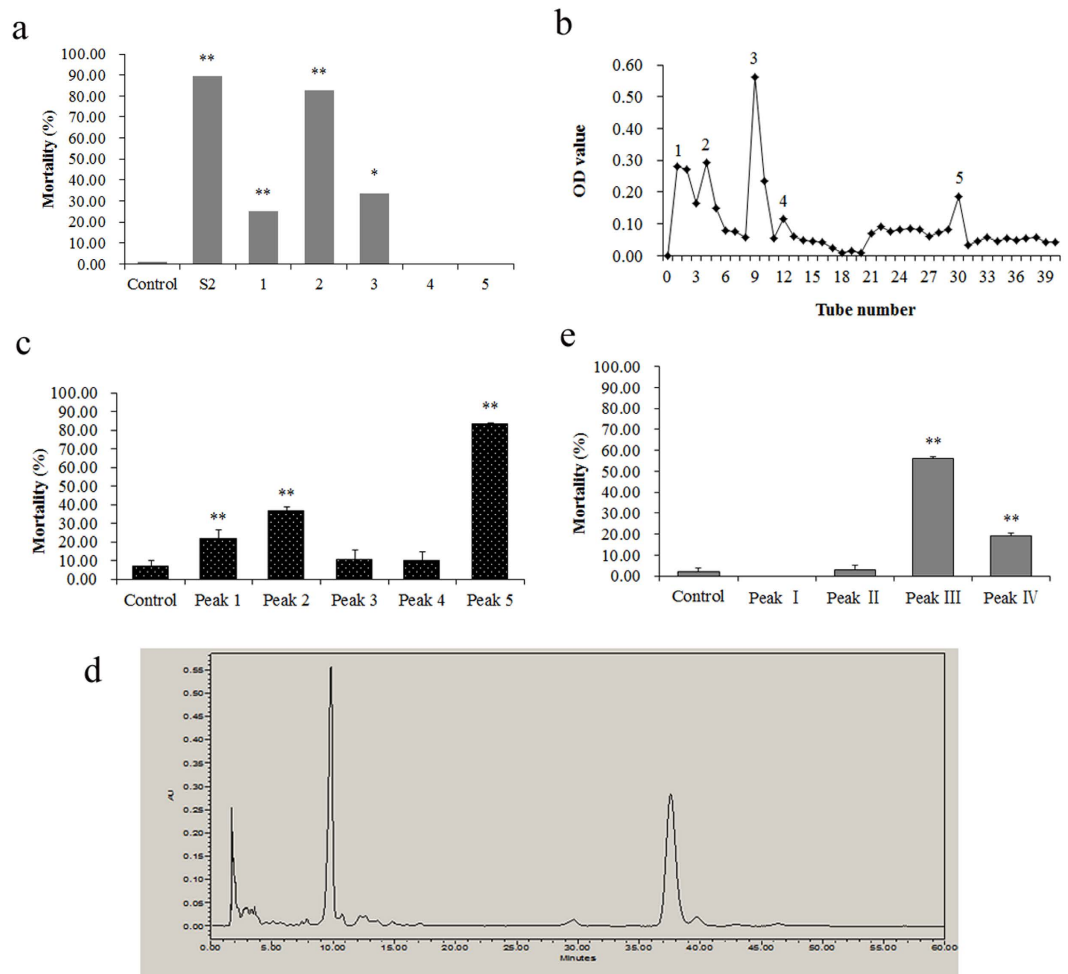 a
Mortality (%)
100.00
90.00
80.00
70.00
60.00
50.00
40.00
30.00
20.00
10.00
0.00
** ** ** *
Control S2 1 2 3 4 5
b
OD value
0.60
0.50
0.40
0.30
0.20
0.10
0.00
1 2 3 4 5
0 3 6 9 12 15 18 21 24 27 30 33 36 39
Tube number
c
Mortality (%)
100.00
90.00
80.00
70.00
60.00
50.00
40.00
30.00
20.00
10.00
0.00
** ** **
Control Peak 1 Peak 2 Peak 3 Peak 4 Peak 5
e
Mortality (%)
100.00
90.00
80.00
70.00
60.00
50.00
40.00
30.00
20.00
10.00
0.00
** **
Control Peak Ⅰ Peak Ⅱ Peak Ⅲ Peak Ⅳ
d
AU
0.55
0.50
0.45
0.40
0.35
0.30
0.25
0.20
0.15
0.10
0.05
0.00
0.00 5.00 10.00 15.00 20.00 25.00 30.00 35.00 40.00 45.00 50.00 55.00 60.00
Minutes